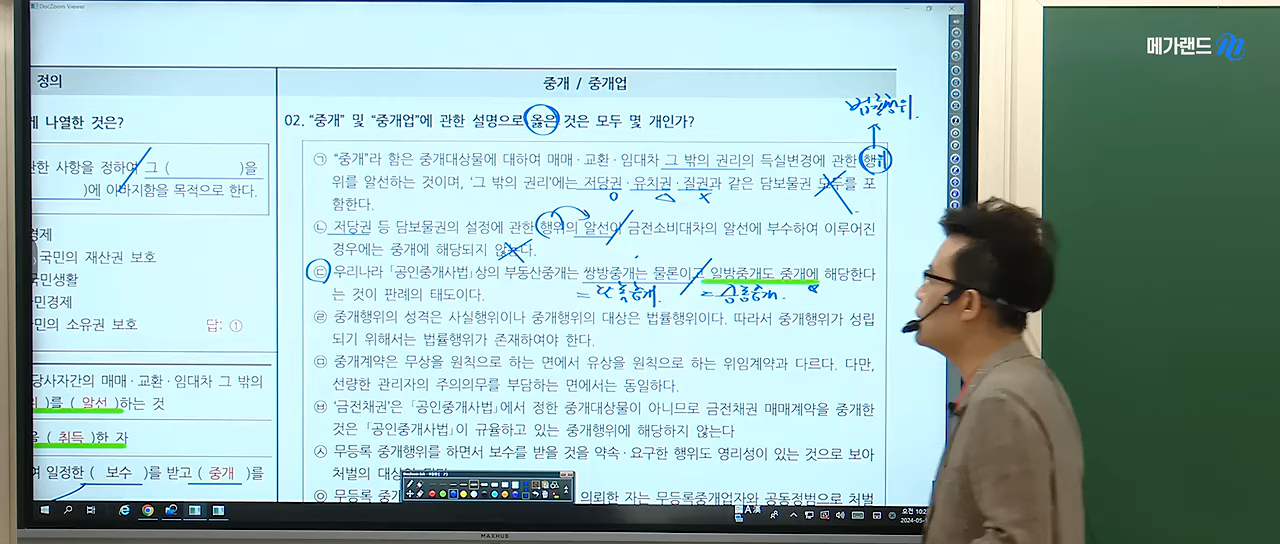 DocZoom Viewer
메가랜드
정의
중개 / 중개업
게 나열한 것은?
관한 사항을 정하여 그 ( )을
)에 이바지함을 목적으로 한다.
경제
국민의 재산권 보호
국민생활
국민경제
국민의 소유권 보호 답: ①
당사자간의 매매·교환·임대차 그 밖의
)를 ( 알선 )하는 것
을 ( 취득 )한 자
여 일정한 ( 보수 )를 받고 ( 중개 )를
02. “중개” 및 “중개업”에 관한 설명으로 옳은 것은 모두 몇 개인가?
법률행위
㉠ “중개”라 함은 중개대상물에 대하여 매매·교환·임대차 그 밖의 권리의 득실변경에 관한 행
위를 알선하는 것이며, ‘그 밖의 권리’에는 저당권·유치권·질권과 같은 담보물권 모두를 포
함한다.
㉡ 저당권 등 담보물권의 설정에 관한 행위의 알선이 금전소비대차의 알선에 부수하여 이루어진
경우에는 중개에 해당되지 않는다.
㉢ 우리나라 「공인중개사법」상의 부동산중개는 쌍방중개는 물론이고 일방중개도 중개에 해당한다
는 것이 판례의 태도이다.
= 단독중개 = 공동중개
㉣ 중개행위의 성격은 사실행위이나 중개행위의 대상은 법률행위이다. 따라서 중개행위가 성립
되기 위해서는 법률행위가 존재하여야 한다.
㉤ 중개계약은 무상을 원칙으로 하는 면에서 유상을 원칙으로 하는 위임계약과 다르다. 다만,
선량한 관리자의 주의의무를 부담하는 면에서는 동일하다.
㉥ ‘금전채권’은 「공인중개사법」에서 정한 중개대상물이 아니므로 금전채권 매매계약을 중개한
것은 「공인중개사법」이 규율하고 있는 중개행위에 해당하지 않는다
㉦ 무등록 중개행위를 하면서 보수를 받을 것을 약속·요구한 행위도 영리성이 있는 것으로 보아
처벌의 대상
㉧ 무등록 중개 의뢰한 자는 무등록중개업자와 공동정범으로 처벌
MAXHUB